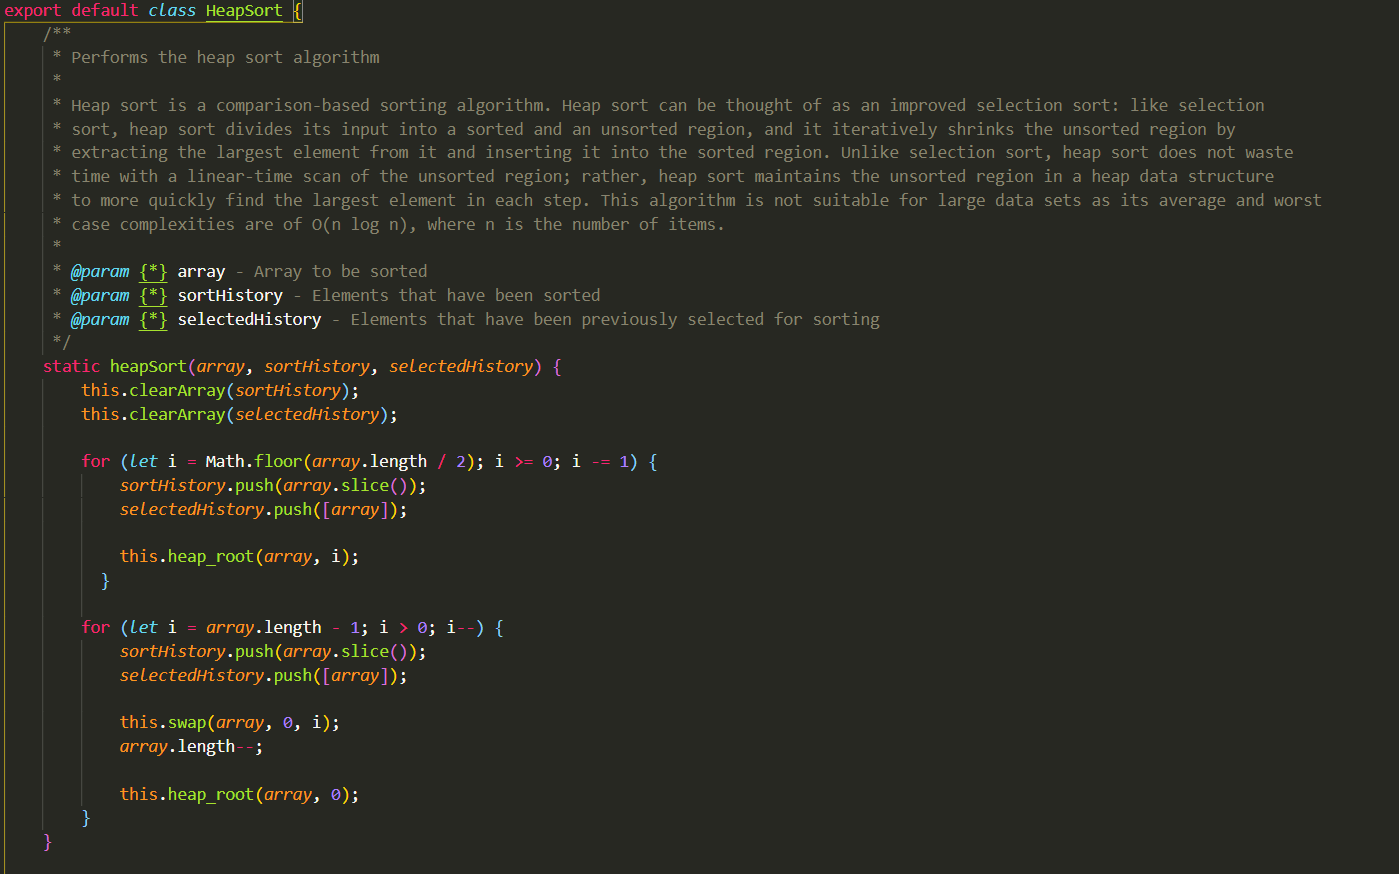 export default class HeapSort {
/**
* Performs the heap sort algorithm
*
* Heap sort is a comparison-based sorting algorithm. Heap sort can be thought of as an improved selection sort: like selection
* sort, heap sort divides its input into a sorted and an unsorted region, and it iteratively shrinks the unsorted region by
* extracting the largest element from it and inserting it into the sorted region. Unlike selection sort, heap sort does not waste
* time with a linear-time scan of the unsorted region; rather, heap sort maintains the unsorted region in a heap data structure
* to more quickly find the largest element in each step. This algorithm is not suitable for large data sets as its average and worst
* case complexities are of O(n log n), where n is the number of items.
*
* @param {*} array - Array to be sorted
* @param {*} sortHistory - Elements that have been sorted
* @param {*} selectedHistory - Elements that have been previously selected for sorting
*/
static heapSort(array, sortHistory, selectedHistory) {
this.clearArray(sortHistory);
this.clearArray(selectedHistory);
for (let i = Math.floor(array.length / 2); i >= 0; i -= 1) {
sortHistory.push(array.slice());
selectedHistory.push([array]);
this.heap_root(array, i);
}
for (let i = array.length - 1; i > 0; i--) {
sortHistory.push(array.slice());
selectedHistory.push([array]);
this.swap(array, 0, i);
array.length--;
this.heap_root(array, 0);
}
}